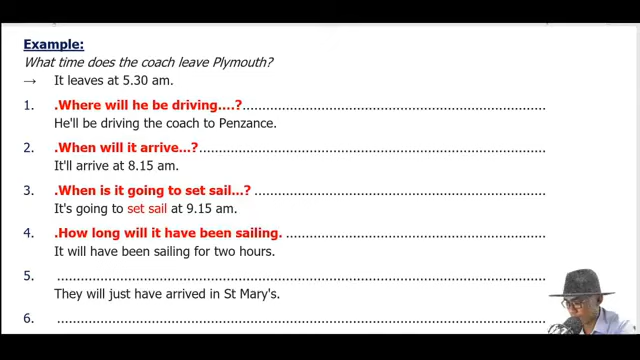 Example:
What time does the coach leave Plymouth?
→ It leaves at 5.30 am.
1. .Where will he be driving....?................................................................................
He'll be driving the coach to Penzance.
2. .When will it arrive...?................................................................................
It'll arrive at 8.15 am.
3. .When is it going to set sail...? ................................................................................
It's going to set sail at 9.15 am.
4. .How long will it have been sailing. ................................................................................
It will have been sailing for two hours.
5. ................................................................................
They will just have arrived in St Mary's.
6. ................................................................................